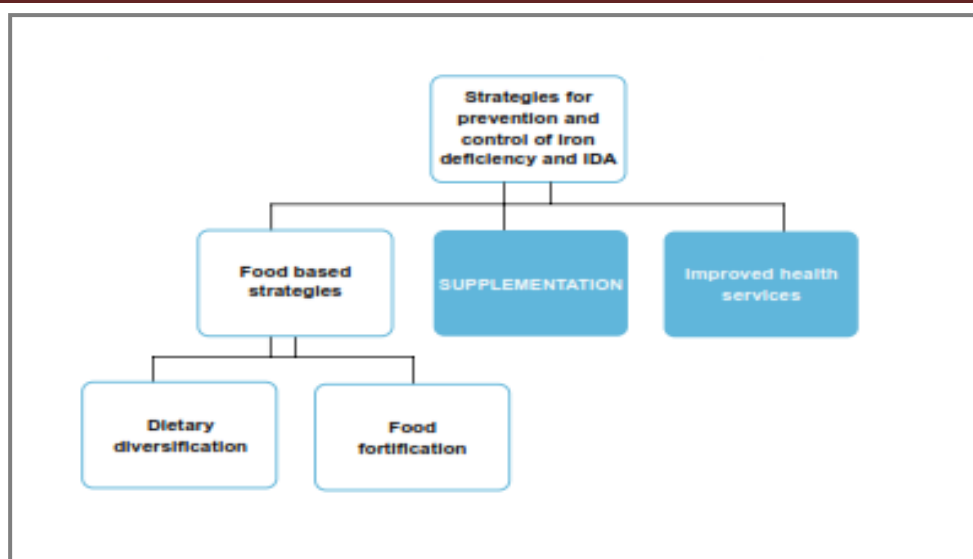 Strategies for
prevention and
control of iron
deficiency and IDA
Food based
strategies
SUPPLEMENTATION
Improved health
services
Dietary
diversification
Food
fortification